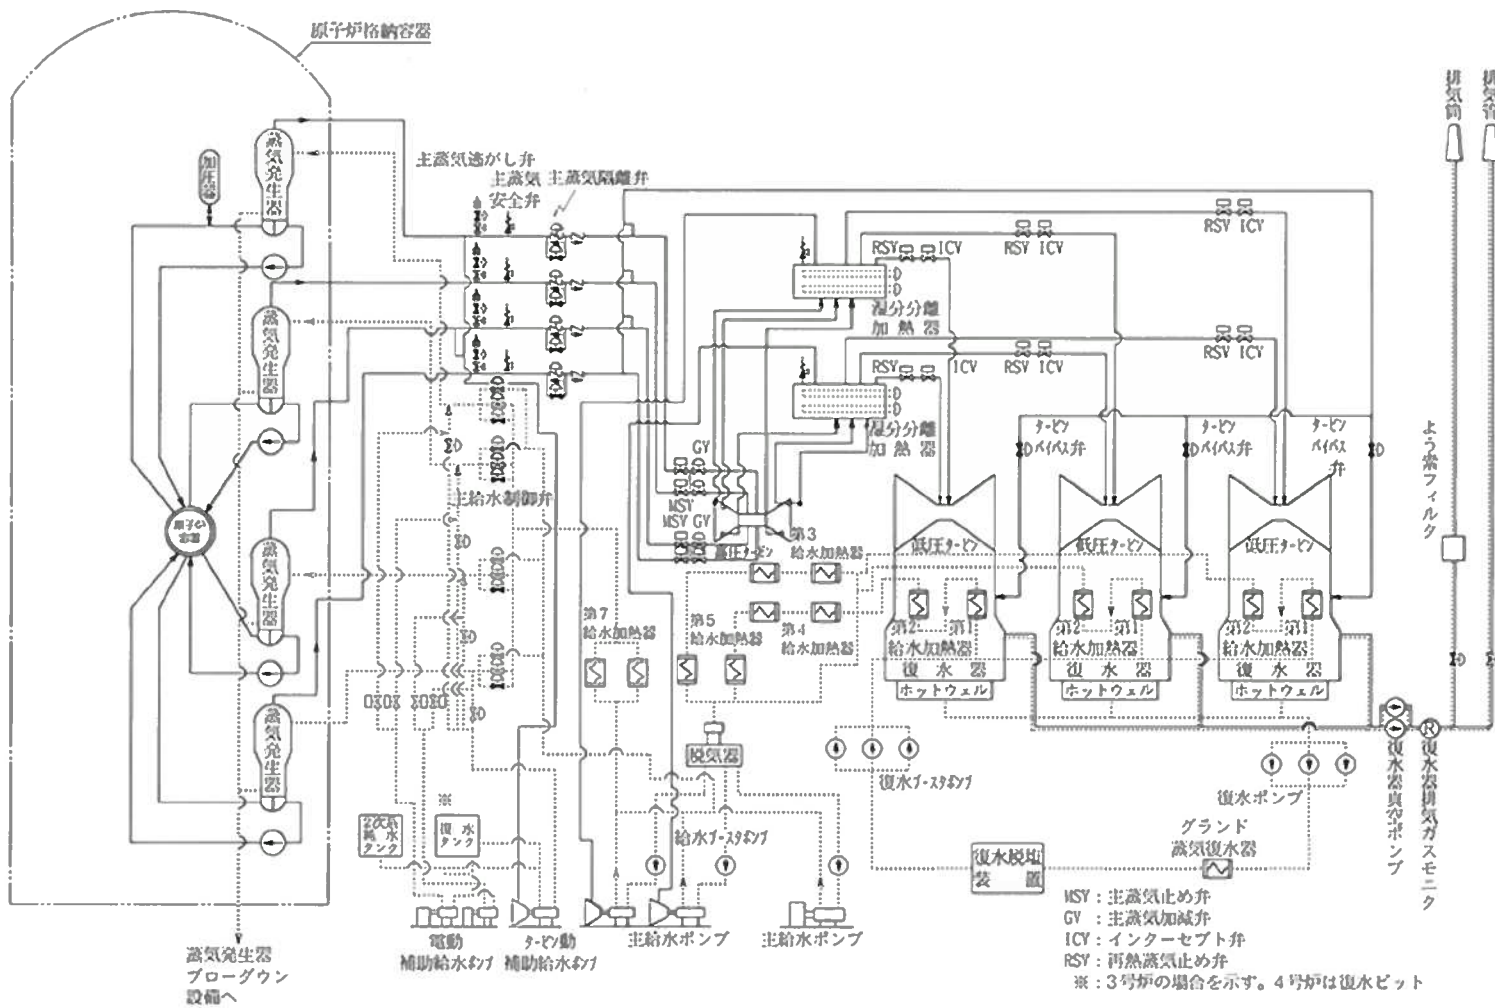 原子炉格納容器
排気筒
排気筒
蒸気発生器
加圧器
主蒸気逃がし弁
主蒸気
安全弁
主蒸気隔離弁
RSV ICV
RSV ICV
RSV ICV
湿分分離
加熱器
蒸気発生器
RSV ICV
RSV ICV
RSV ICV
湿分分離
加熱器
タービン
バイパス弁
タービン
バイパス弁
タービン
バイパス
弁
よう素フィルタ
GV
MSV
MSV GV
主給水制御弁
原子炉
容器
高圧タービン
第3
給水加熱器
低圧タービン
低圧タービン
低圧タービン
蒸気発生器
第7
給水加熱器
第5
給水加熱器
第4
給水加熱器
第2 第1
給水加熱器
復水器
ホットウェル
第2 第1
給水加熱器
復水器
ホットウェル
第2 第1
給水加熱器
復水器
ホットウェル
蒸気発生器
脱気器
復水ブースタポンプ
復水ポンプ
復水器真空ポンプ
復水器排気ガスモニタ
R
※
2次系
純水
タンク
復水
タンク
給水ブースタポンプ
グランド
蒸気復水器
復水脱塩
装置
電動
補助給水ポンプ
タービン動
補助給水ポンプ
主給水ポンプ
主給水ポンプ
蒸気発生器
ブローダウン
設備へ
MSV：主蒸気止め弁
GV：主蒸気加減弁
ICV：インターセプト弁
RSV：再熱蒸気止め弁
※：3号炉の場合を示す。4号炉は復水ピット